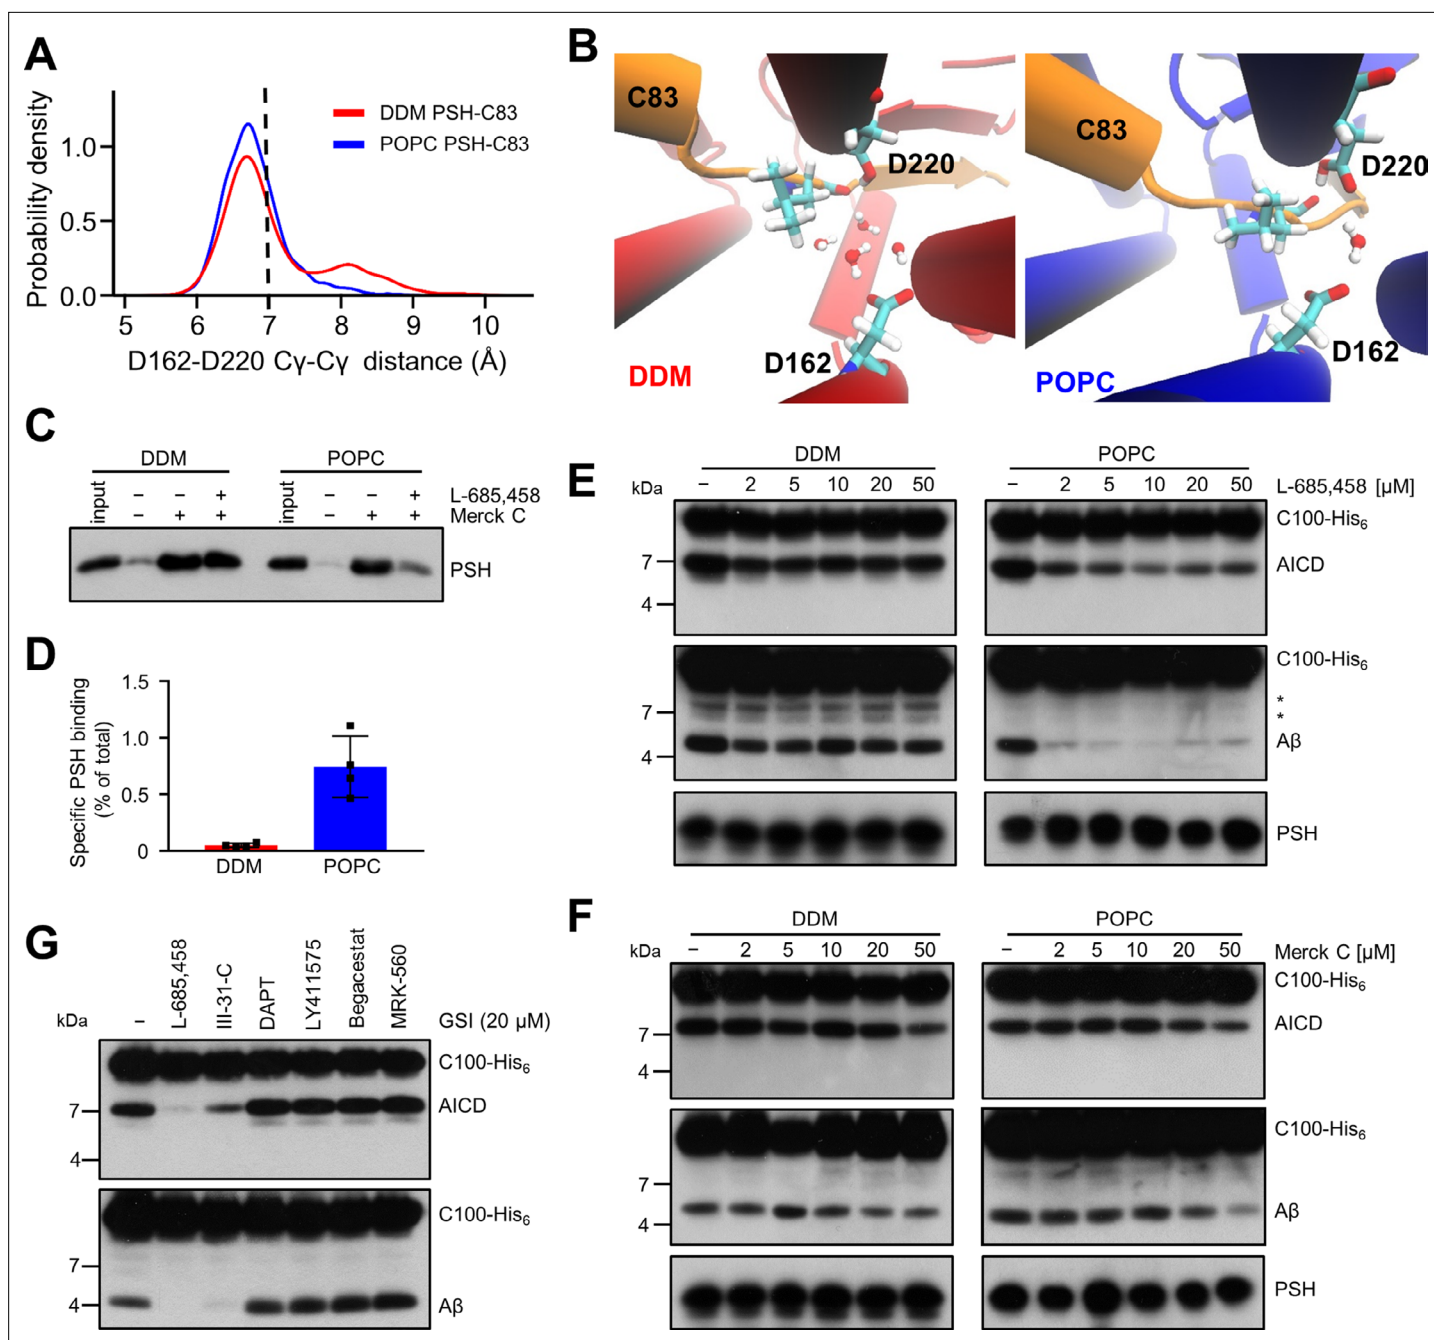 A
Probability density
1.0
0.5
0.0
5 6 7 8 9 10
D162-D220 Cγ-Cγ distance (Å)
DDM PSH-C83
POPC PSH-C83
B
C83
D220
D162
DDM
C83
D220
D162
POPC
C
DDM POPC
input – – + input – – + L-685,458
– + + – + + Merck C
PSH
D
Specific PSH binding
(% of total)
1.5
1.0
0.5
0
DDM POPC
E
DDM POPC
kDa – 2 5 10 20 50 – 2 5 10 20 50 L-685,458 [µM]
C100-His6
7 AICD
4
C100-His6
*
7 *
Aβ
4
PSH
F
DDM POPC
kDa – 2 5 10 20 50 – 2 5 10 20 50 Merck C [µM]
C100-His6
7 AICD
4
C100-His6
7
Aβ
4
PSH
G
kDa – L-685,458 III-31-C DAPT LY411575 Begacestat MRK-560 GSI (20 µM)
C100-His6
7 AICD
4
C100-His6
7
4 Aβ